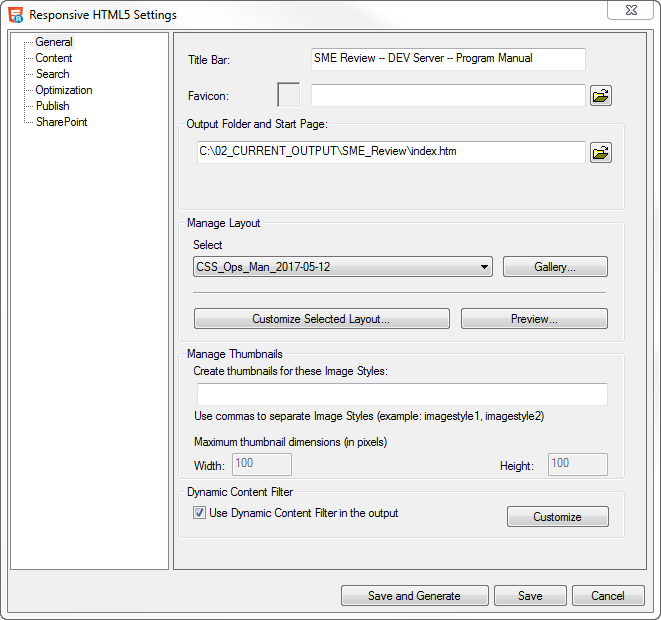 Responsive HTML5 Settings
General
Content
Search
Optimization
Publish
SharePoint
Title Bar:
SME Review -- DEV Server -- Program Manual
Favicon:
Output Folder and Start Page:
C:\02_CURRENT_OUTPUT\SME_Review\index.htm
Manage Layout
Select
CSS_Ops_Man_2017-05-12
Gallery...
Customize Selected Layout...
Preview...
Manage Thumbnails
Create thumbnails for these Image Styles:
Use commas to separate Image Styles (example: imagestyle1, imagestyle2)
Maximum thumbnail dimensions (in pixels)
Width: 100
Height: 100
Dynamic Content Filter
Use Dynamic Content Filter in the output
Customize
Save and Generate
Save
Cancel